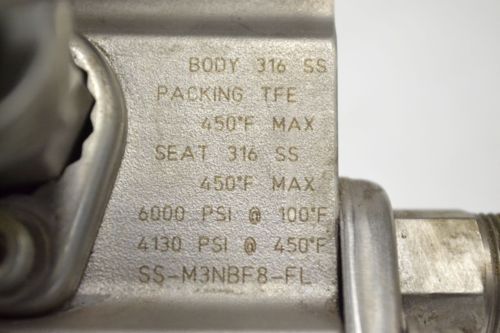 BODY 316 SS
PACKING TFE
450°F MAX
SEAT 316 SS
450°F MAX
6000 PSI @ 100°F
4130 PSI @ 450°F
SS-M3NBF8-FL